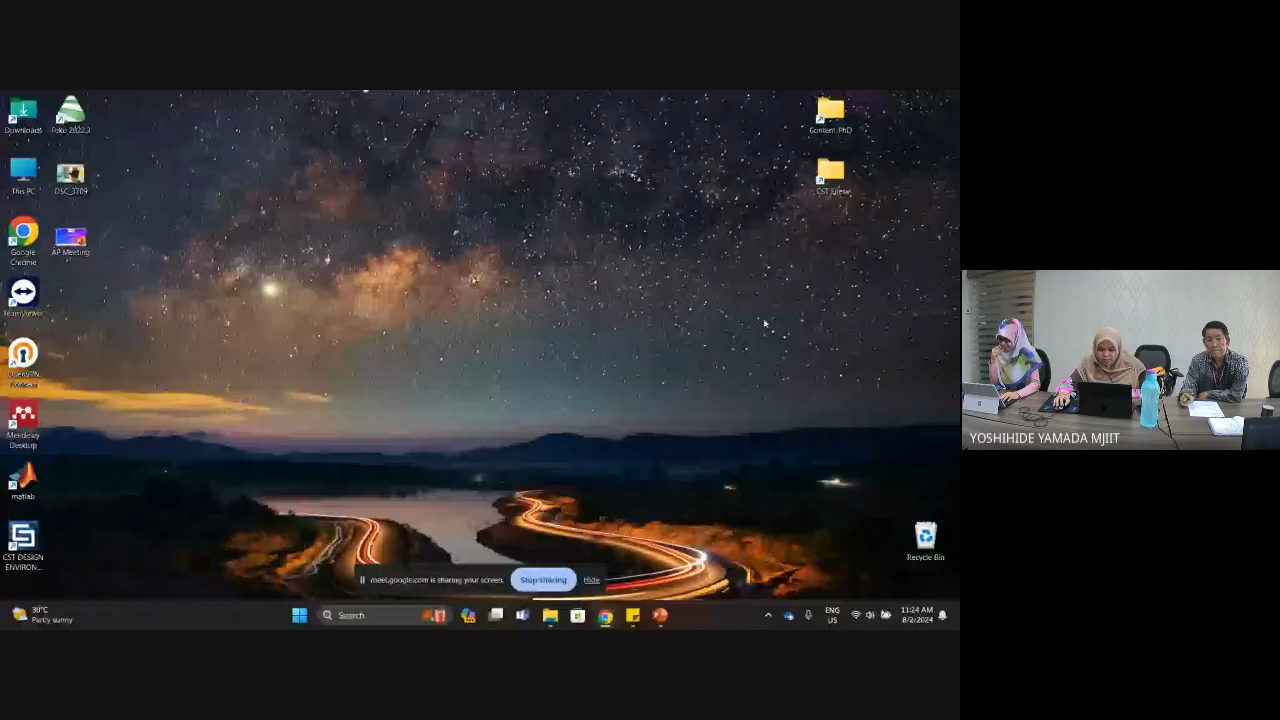 Downloads
Feko 2022.3
Content PhD
This PC
DSC_3709
CST Files
Google
Chrome
AP Meeting
TeamViewer
OpenVPN
Connect
Mendeley
Desktop
matlab
CST DESIGN
ENVIRON...
Recycle Bin
meet.google.com is sharing your screen.
Stop sharing
Hide
YOSHIHIDE YAMADA MJIIT
30°C
Partly sunny
Search
ENG
US
11:24 AM
8/2/2024